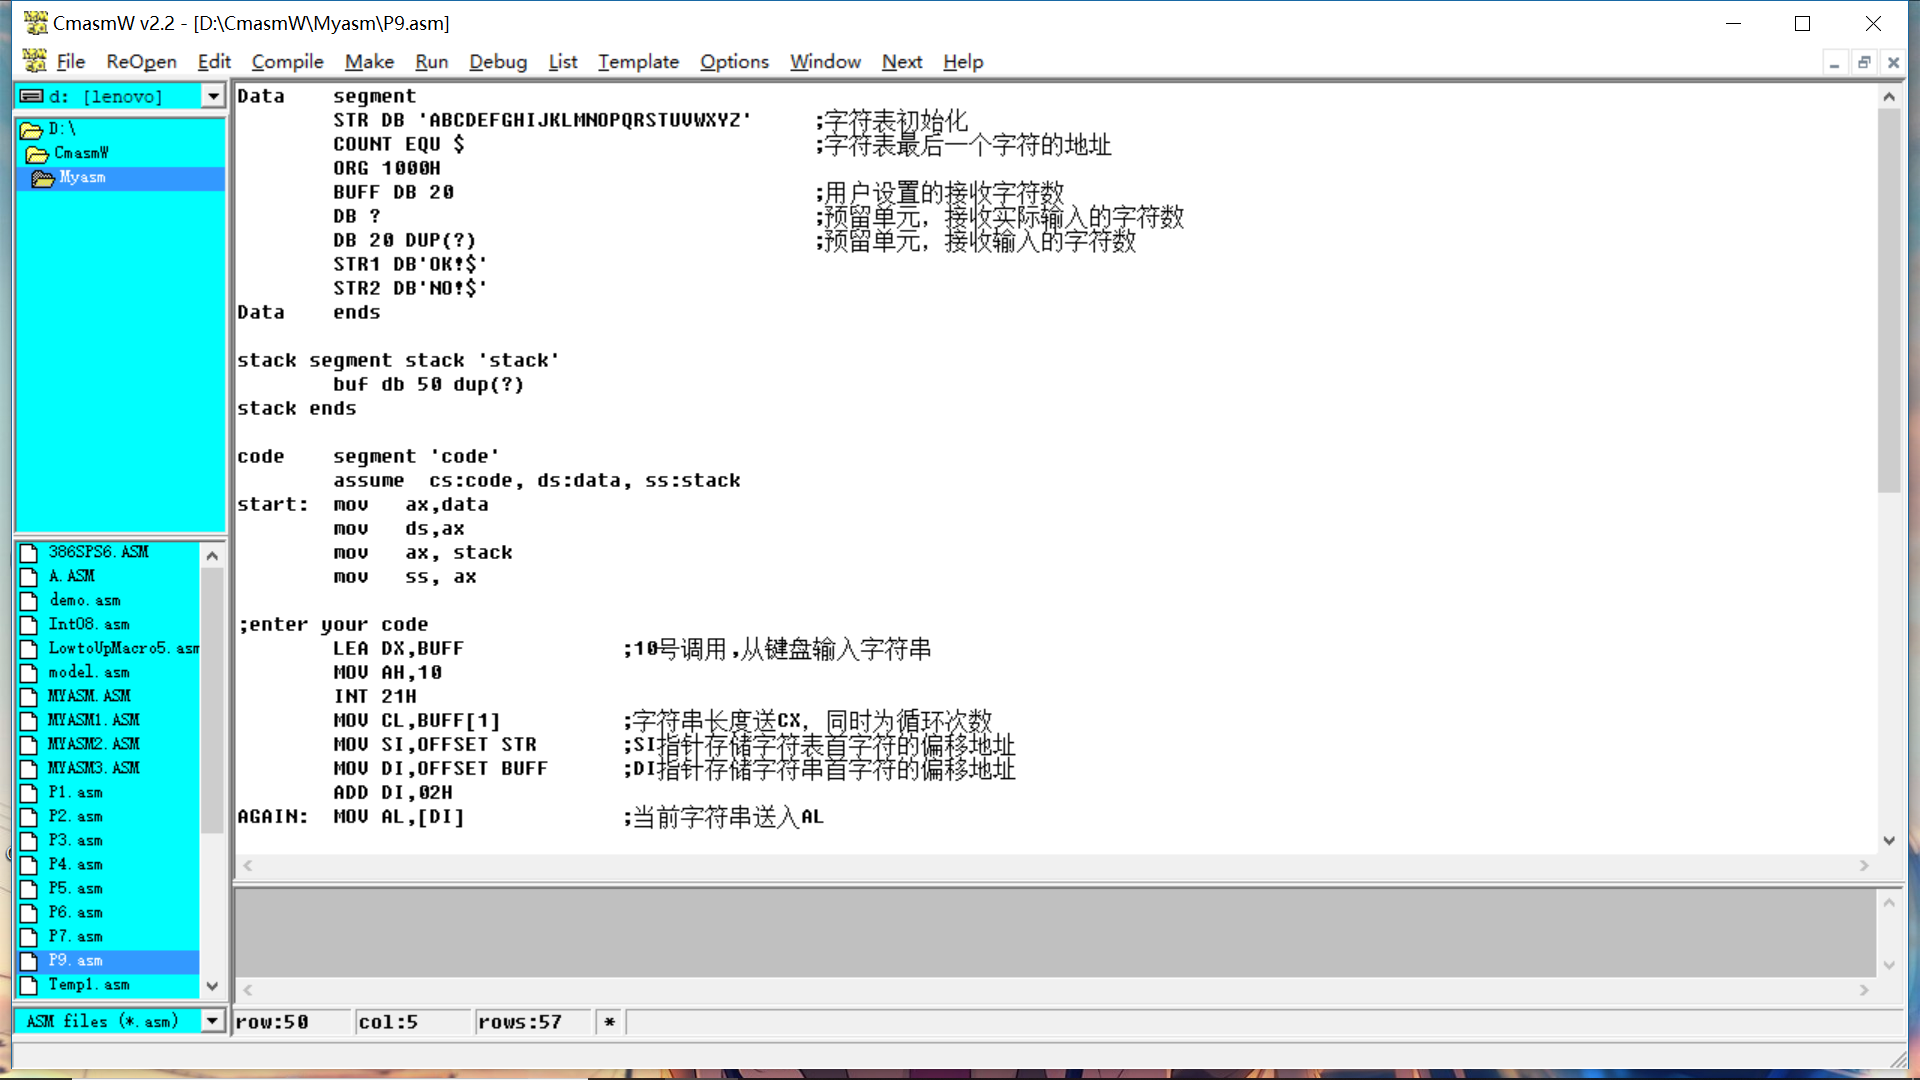 CmasmW v2.2 - [D:\CmasmW\Myasm\P9.asm]
File ReOpen Edit Compile Make Run Debug List Template Options Window Next Help
d: [lenovo]
D:\
CmasmW
Myasm
386SPS6.ASM
A.ASM
demo.asm
Int08.asm
LowtoUpMacro5.asm
model.asm
MYASM.ASM
MYASM1.ASM
MYASM2.ASM
MYASM3.ASM
P1.asm
P2.asm
P3.asm
P4.asm
P5.asm
P6.asm
P7.asm
P9.asm
Temp1.asm
ASM files (*.asm)
Data    segment
        STR DB 'ABCDEFGHIJKLMNOPQRSTUVWXYZ'     ;字符表初始化
        COUNT EQU $                             ;字符表最后一个字符的地址
        ORG 1000H
        BUFF DB 20                              ;用户设置的接收字符数
        DB ?                                    ;预留单元，接收实际输入的字符数
        DB 20 DUP(?)                            ;预留单元，接收输入的字符数
        STR1 DB'OK!$'
        STR2 DB'NO!$'
Data    ends
stack segment stack 'stack'
        buf db 50 dup(?)
stack ends
code    segment 'code'
        assume  cs:code, ds:data, ss:stack
start:  mov   ax,data
        mov   ds,ax
        mov   ax, stack
        mov   ss, ax
;enter your code
        LEA DX,BUFF             ;10号调用,从键盘输入字符串
        MOV AH,10
        INT 21H
        MOV CL,BUFF[1]          ;字符串长度送CX，同时为循环次数
        MOV SI,OFFSET STR       ;SI指针存储字符表首字符的偏移地址
        MOV DI,OFFSET BUFF      ;DI指针存储字符串首字符的偏移地址
        ADD DI,02H
AGAIN:  MOV AL,[DI]             ;当前字符串送入AL
row:50 col:5 rows:57 *